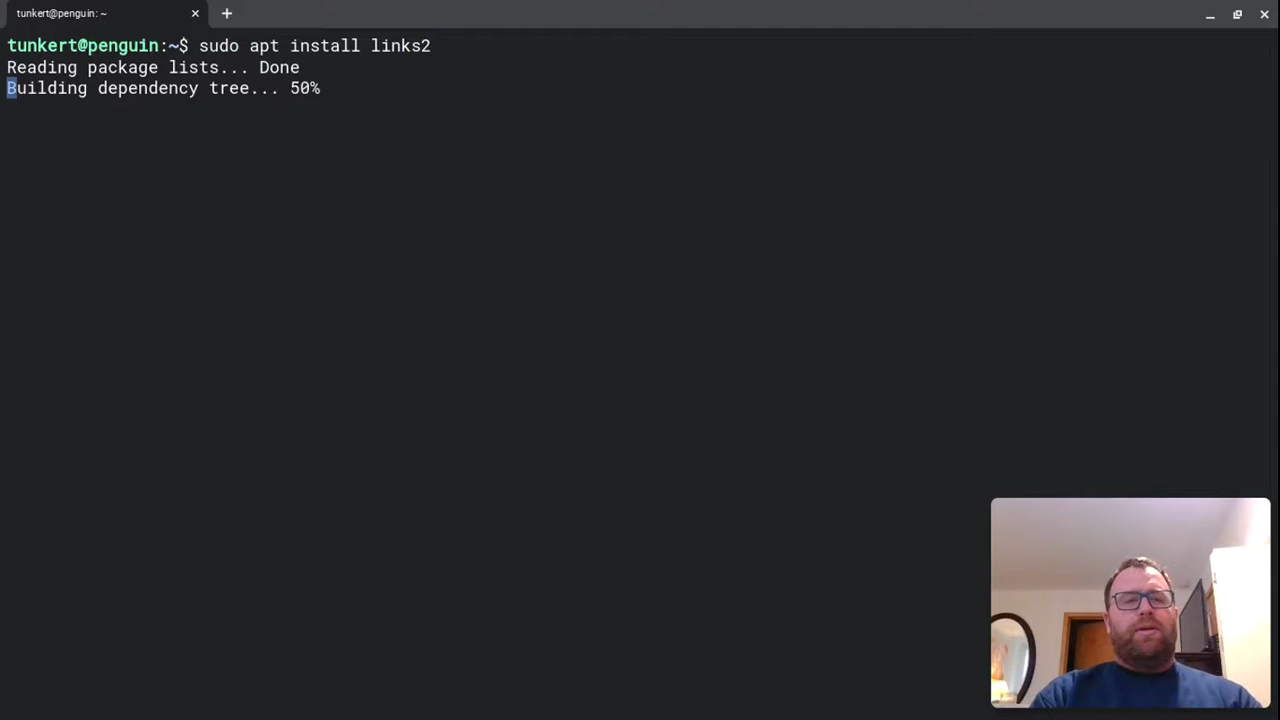 tunkert@penguin: ~
tunkert@penguin:~$ sudo apt install links2
Reading package lists... Done
Building dependency tree... 50%